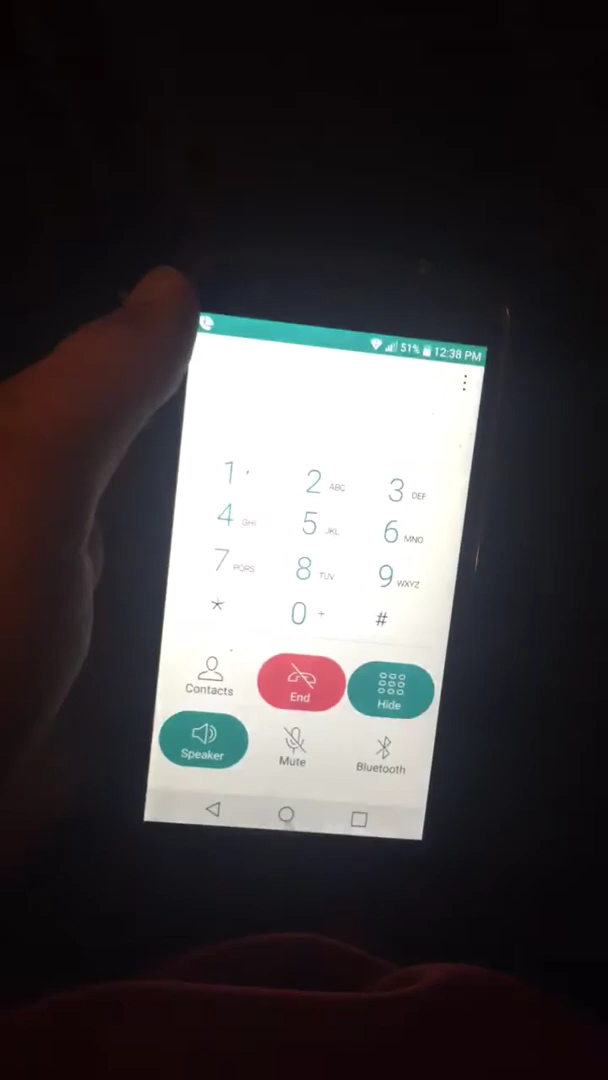 51% 12:38 PM
1 2 ABC 3 DEF
4 GHI 5 JKL 6 MNO
7 PQRS 8 TUV 9 WXYZ
* 0 + #
Contacts End Hide
Speaker Mute Bluetooth